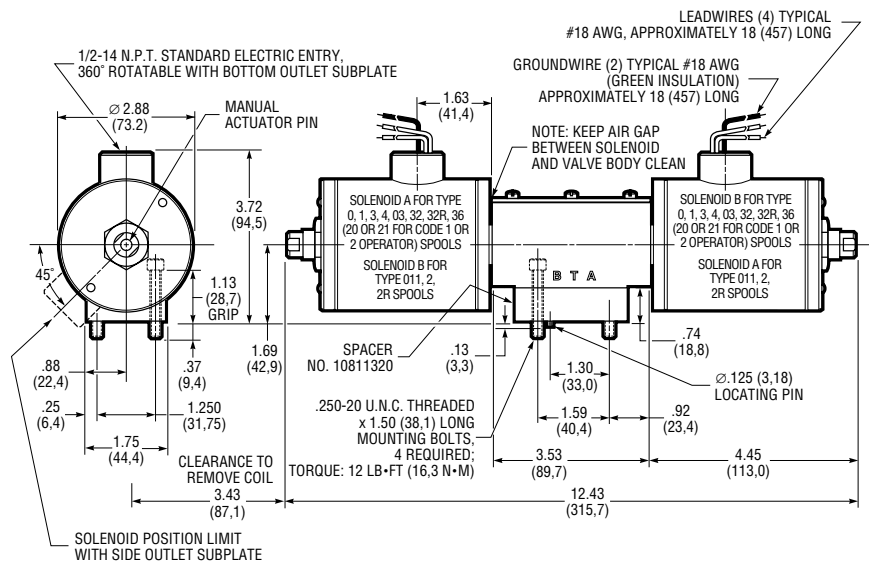 LEADWIRES (4) TYPICAL
#18 AWG, APPROXIMATELY 18 (457) LONG
1/2-14 N.P.T. STANDARD ELECTRIC ENTRY,
360° ROTATABLE WITH BOTTOM OUTLET SUBPLATE
GROUNDWIRE (2) TYPICAL #18 AWG
(GREEN INSULATION)
APPROXIMATELY 18 (457) LONG
Ø 2.88
(73.2)
MANUAL
ACTUATOR PIN
1.63
(41,4)
NOTE: KEEP AIR GAP
BETWEEN SOLENOID
AND VALVE BODY CLEAN
3.72
(94,5)
SOLENOID A FOR TYPE
0, 1, 3, 4, 03, 32, 32R, 36
(20 OR 21 FOR CODE 1 OR
2 OPERATOR) SPOOLS
SOLENOID B FOR
TYPE 011, 2,
2R SPOOLS
SOLENOID B FOR TYPE
0, 1, 3, 4, 03, 32, 32R, 36
(20 OR 21 FOR CODE 1 OR
2 OPERATOR) SPOOLS
SOLENOID A FOR
TYPE 011, 2,
2R SPOOLS
45°
1.13
(28,7)
GRIP
B T A
.88
(22,4)
.37
(9,4)
1.69
(42,9)
SPACER
NO. 10811320
.13
(3,3)
.74
(18,8)
1.30
(33,0)
Ø.125 (3,18)
LOCATING PIN
.25
(6,4)
1.250
(31,75)
.250-20 U.N.C. THREADED
x 1.50 (38,1) LONG
MOUNTING BOLTS,
4 REQUIRED;
TORQUE: 12 LB•FT (16,3 N•M)
1.59
(40,4)
.92
(23,4)
1.75
(44,4)
CLEARANCE TO
REMOVE COIL
3.43
(87,1)
3.53
(89,7)
4.45
(113,0)
12.43
(315,7)
SOLENOID POSITION LIMIT
WITH SIDE OUTLET SUBPLATE